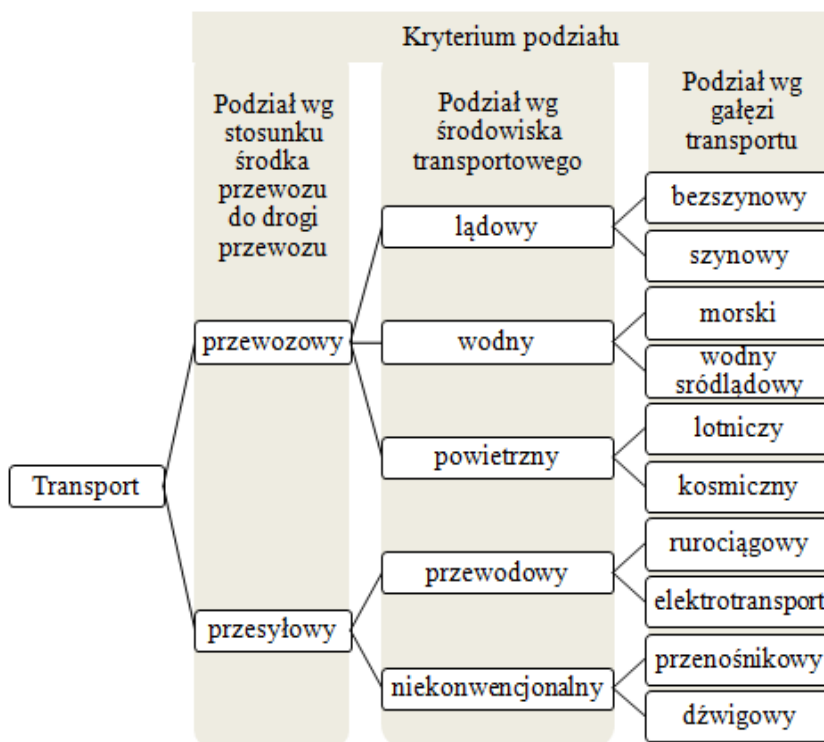 Kryterium podziału
Podział wg
stosunku
środka
przewozu
do drogi
przewozu
Podział wg
środowiska
transportowego
Podział wg
gałęzi
transportu
Transport
przewozowy
przesyłowy
lądowy
wodny
powietrzny
przewodowy
niekonwencjonalny
bezszynowy
szynowy
morski
wodny
sródlądowy
lotniczy
kosmiczny
rurociągowy
elektrotransport
przenośnikowy
dźwigowy